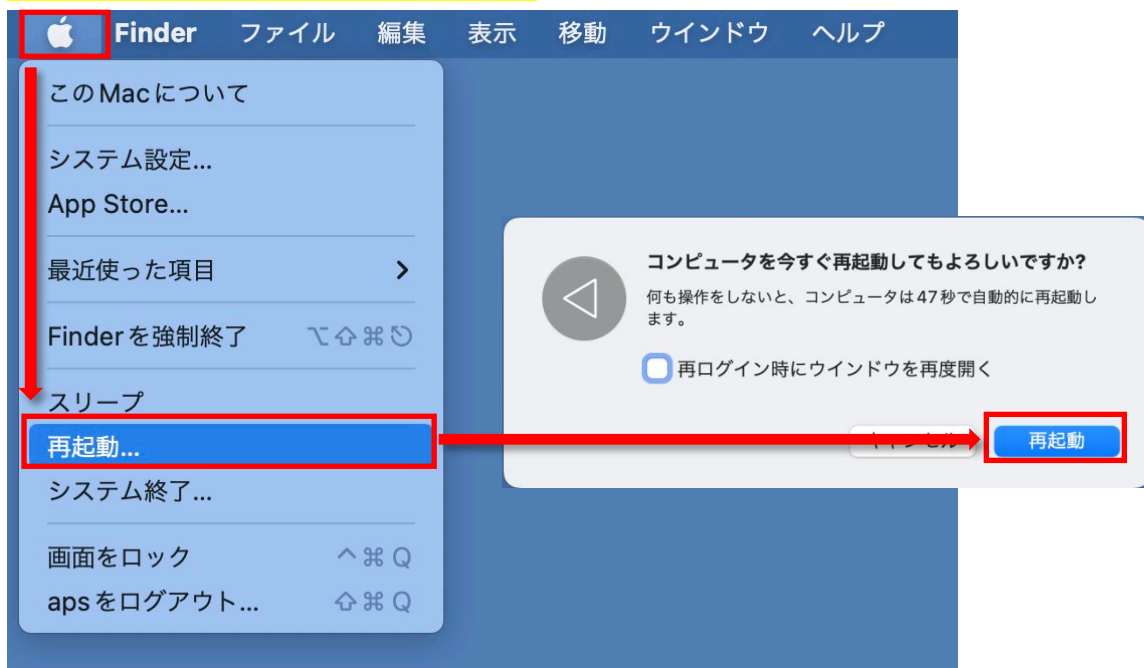 Finder ファイル 編集 表示 移動 ウインドウ ヘルプ
このMacについて
システム設定...
App Store...
最近使った項目
Finderを強制終了 ⌥⇧⌘⎋
スリープ
再起動...
システム終了...
画面をロック ^⌘Q
apsをログアウト... ⇧⌘Q
コンピュータを今すぐ再起動してもよろしいですか?
何も操作をしないと、コンピュータは47秒で自動的に再起動し
ます。
再ログイン時にウインドウを再度開く
再起動